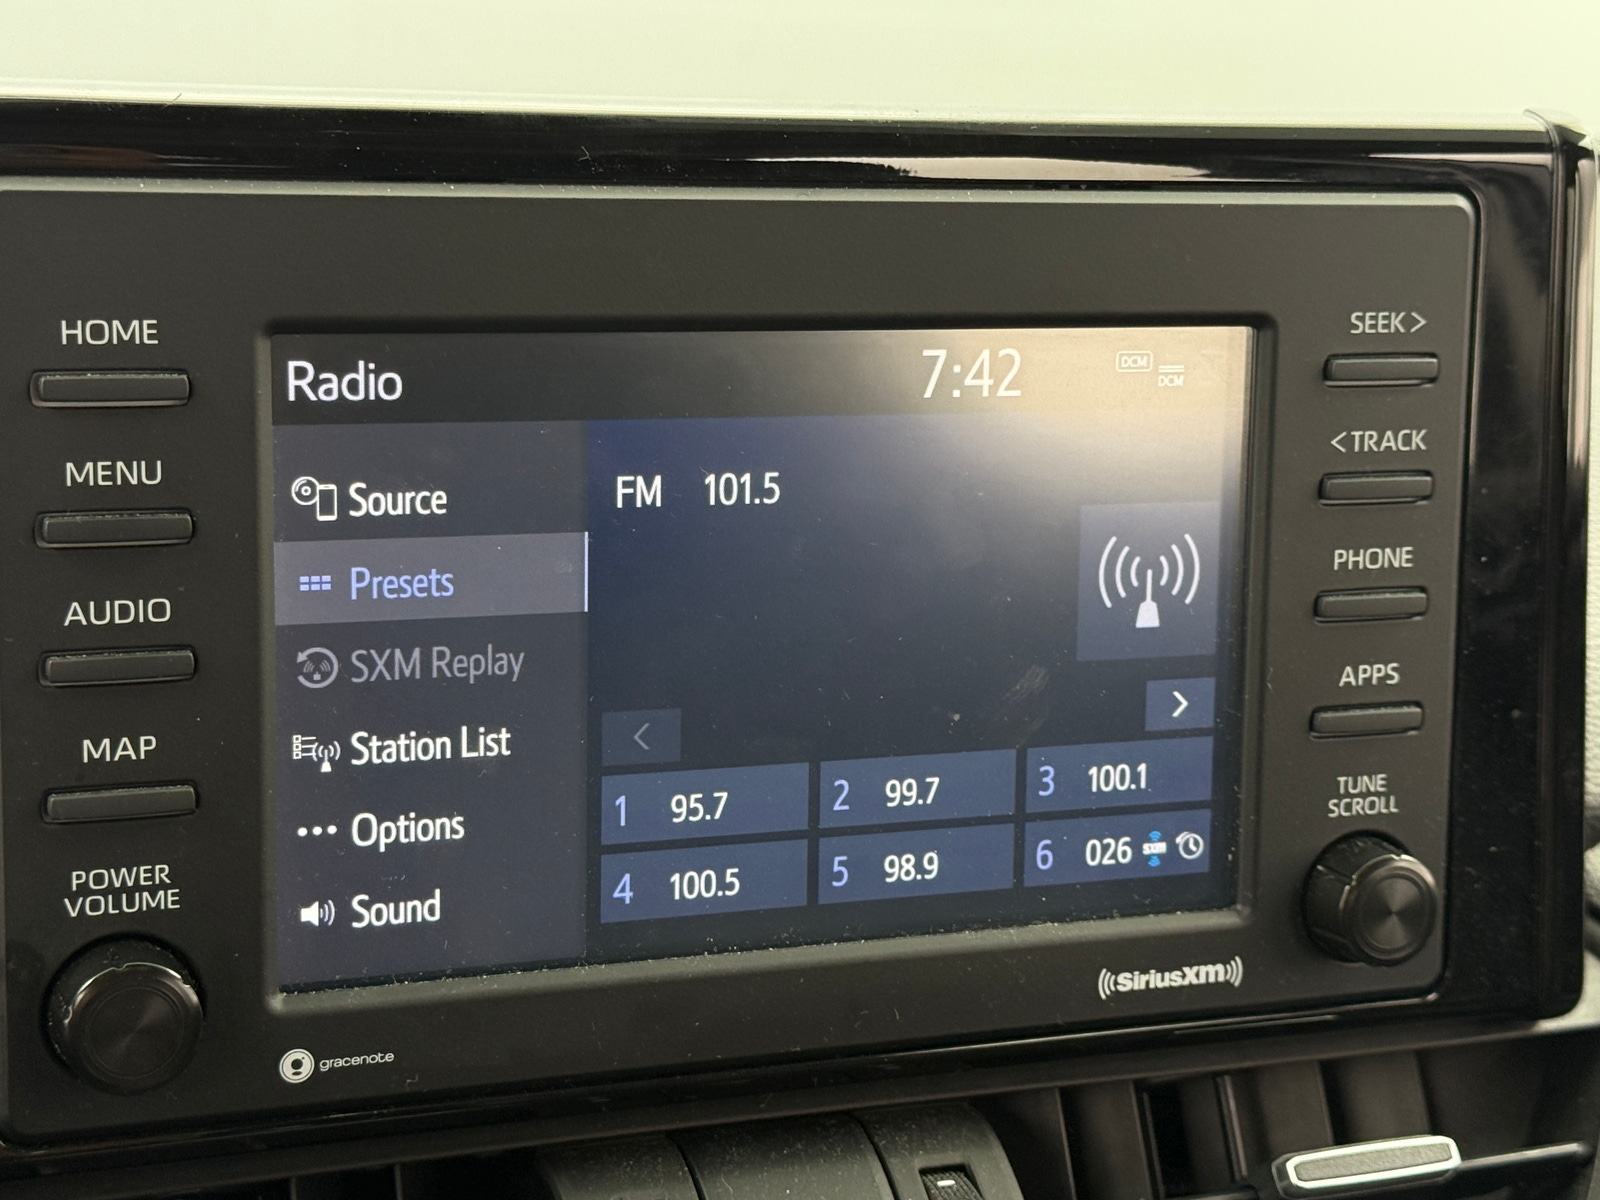 HOME
MENU
AUDIO
MAP
POWER
VOLUME
Radio
7:42
DCM
DCM
Source
Presets
SXM Replay
Station List
Options
Sound
FM 101.5
<
>
1 95.7
2 99.7
3 100.1
4 100.5
5 98.9
6 026 SXM
SEEK>
<TRACK
PHONE
APPS
TUNE
SCROLL
gracenote
((SiriusXM))